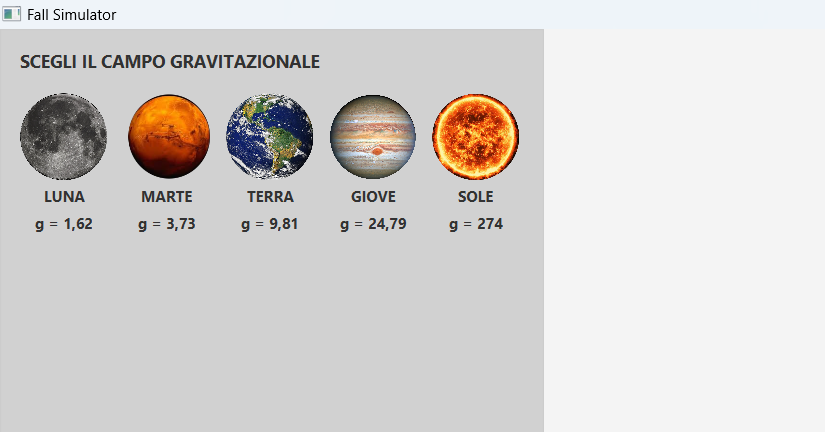 Fall Simulator
SCEGLI IL CAMPO GRAVITAZIONALE
LUNA MARTE TERRA GIOVE SOLE
g = 1,62 g = 3,73 g = 9,81 g = 24,79 g = 274